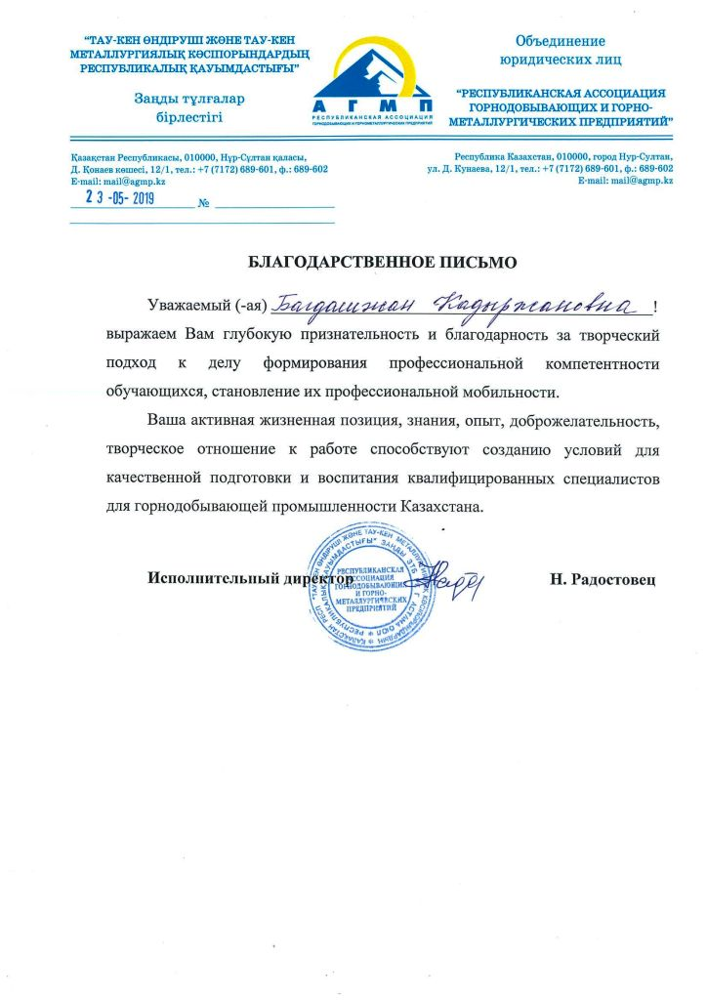 “ТАУ-КЕН ӨНДІРУШІ ЖӘНЕ ТАУ-КЕН
МЕТАЛЛУРГИЯЛЫҚ КӘСІПОРЫНДАРДЫҢ
РЕСПУБЛИКАЛЫҚ ҚАУЫМДАСТЫҒЫ”
Заңды тұлғалар
бірлестігі
АГМП
РЕСПУБЛИКАНСКАЯ АССОЦИАЦИЯ
ГОРНОДОБЫВАЮЩИХ И ГОРНОМЕТАЛЛУРГИЧЕСКИХ ПРЕДПРИЯТИЙ
Объединение
юридических лиц
“РЕСПУБЛИКАНСКАЯ АССОЦИАЦИЯ
ГОРНОДОБЫВАЮЩИХ И ГОРНО-
МЕТАЛЛУРГИЧЕСКИХ ПРЕДПРИЯТИЙ”
Қазақстан Республикасы, 010000, Нұр-Сұлтан қаласы,
Д. Қонаев көшесі, 12/1, тел.: +7 (7172) 689-601, ф.: 689-602
E-mail: mail@agmp.kz
Республика Казахстан, 010000, город Нур-Султан,
ул. Д. Кунаева, 12/1, тел.: +7 (7172) 689-601, ф.: 689-602
E-mail: mail@agmp.kz
23-05-2019 №
БЛАГОДАРСТВЕННОЕ ПИСЬМО
Уважаемый (-ая) Багдалижан Кадыржановна !
выражаем Вам глубокую признательность и благодарность за творческий
подход к делу формирования профессиональной компетентности
обучающихся, становление их профессиональной мобильности.
Ваша активная жизненная позиция, знания, опыт, доброжелательность,
творческое отношение к работе способствуют созданию условий для
качественной подготовки и воспитания квалифицированных специалистов
для горнодобывающей промышленности Казахстана.
Исполнительный директор
Н. Радостовец
РЕСПУБЛИКАНСКАЯ
АССОЦИАЦИЯ
ГОРНОДОБЫВАЮЩИХ
И ГОРНО-
МЕТАЛЛУРГИЧЕСКИХ
ПРЕДПРИЯТИЙ